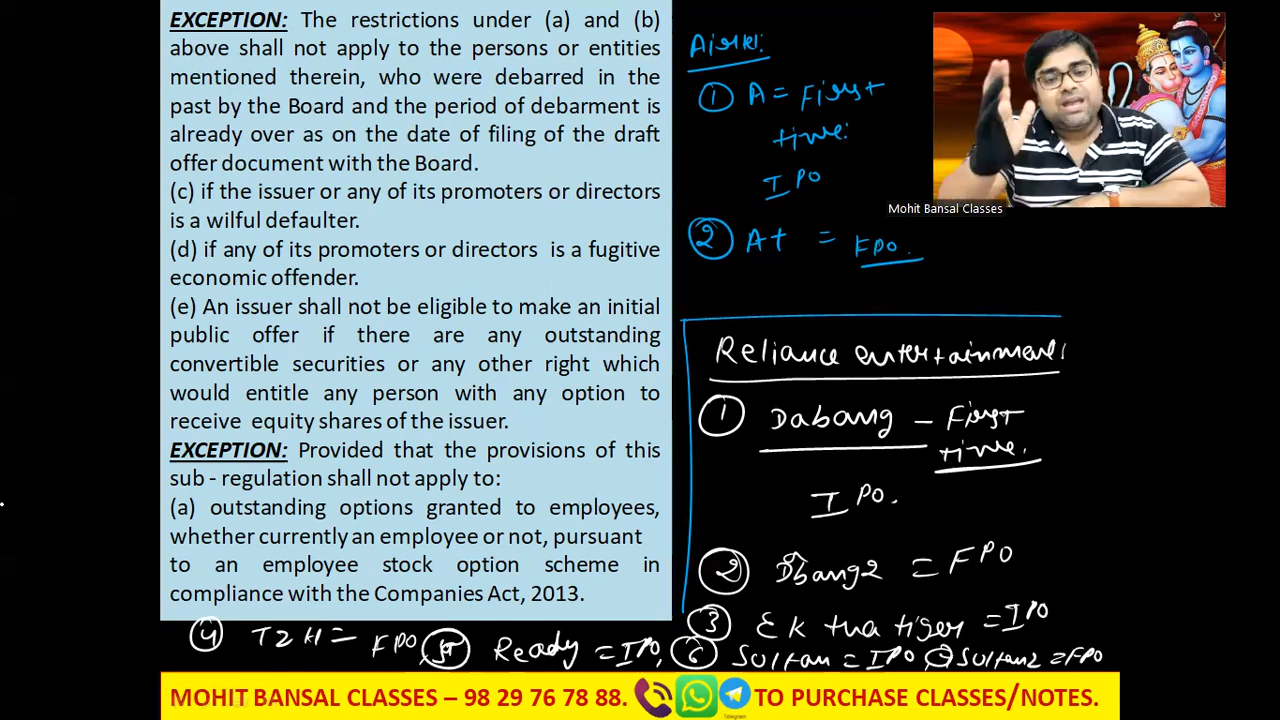 EXCEPTION: The restrictions under (a) and (b)
above shall not apply to the persons or entities
mentioned therein, who were debarred in the
past by the Board and the period of debarment is
already over as on the date of filing of the draft
offer document with the Board.
(c) if the issuer or any of its promoters or directors
is a wilful defaulter.
(d) if any of its promoters or directors is a fugitive
economic offender.
(e) An issuer shall not be eligible to make an initial
public offer if there are any outstanding
convertible securities or any other right which
would entitle any person with any option to
receive equity shares of the issuer.
EXCEPTION: Provided that the provisions of this
sub - regulation shall not apply to:
(a) outstanding options granted to employees,
whether currently an employee or not, pursuant
to an employee stock option scheme in
compliance with the Companies Act, 2013.
① A = First
time:
IPO
② A+ = FPO.
Mohit Bansal Classes
Reliance entertainment:
① Dabang – First
time.
IPO.
② Dbang2 = FPO
③ Ek tha tiger = IPO
④ TZH = FPO, ⑤ Ready = IPO, ⑥ Sultan = IPO ⑦ Sultan2 = FPO
MOHIT BANSAL CLASSES – 98 29 76 78 88. TO PURCHASE CLASSES/NOTES.
Telegram